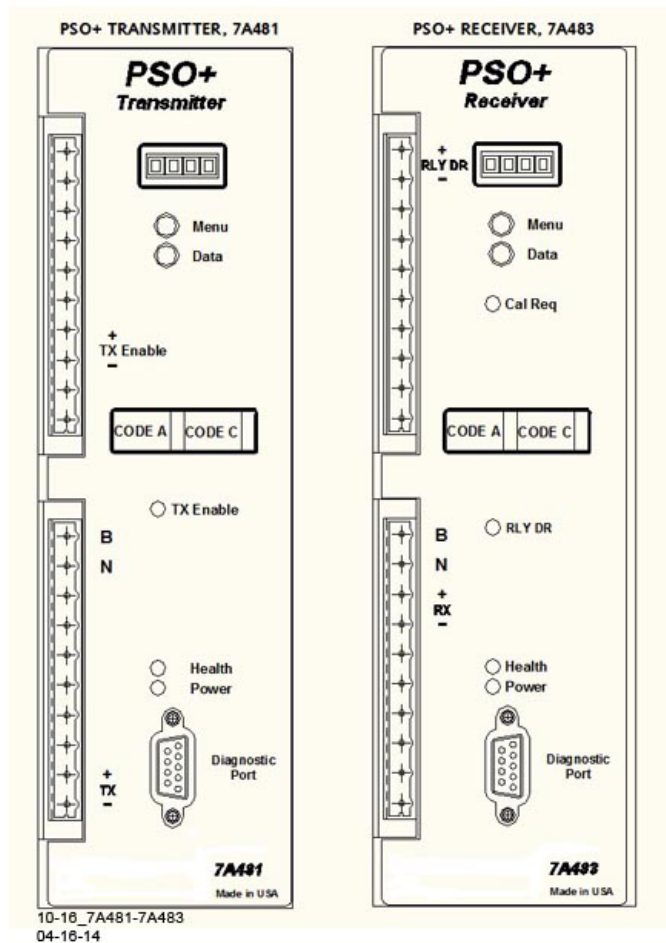 PSO+ TRANSMITTER, 7A481
PSO+
Transmitter
Menu
Data
+
TX Enable
-
CODE A CODE C
TX Enable
B
N
Health
Power
Diagnostic
Port
+
TX
-
7A481
Made in USA
PSO+ RECEIVER, 7A483
PSO+
Receiver
+
RLY DR
-
Menu
Data
Cal Req
CODE A CODE C
RLY DR
B
N
+
RX
-
Health
Power
Diagnostic
Port
7A483
Made in USA
10-16_7A481-7A483
04-16-14